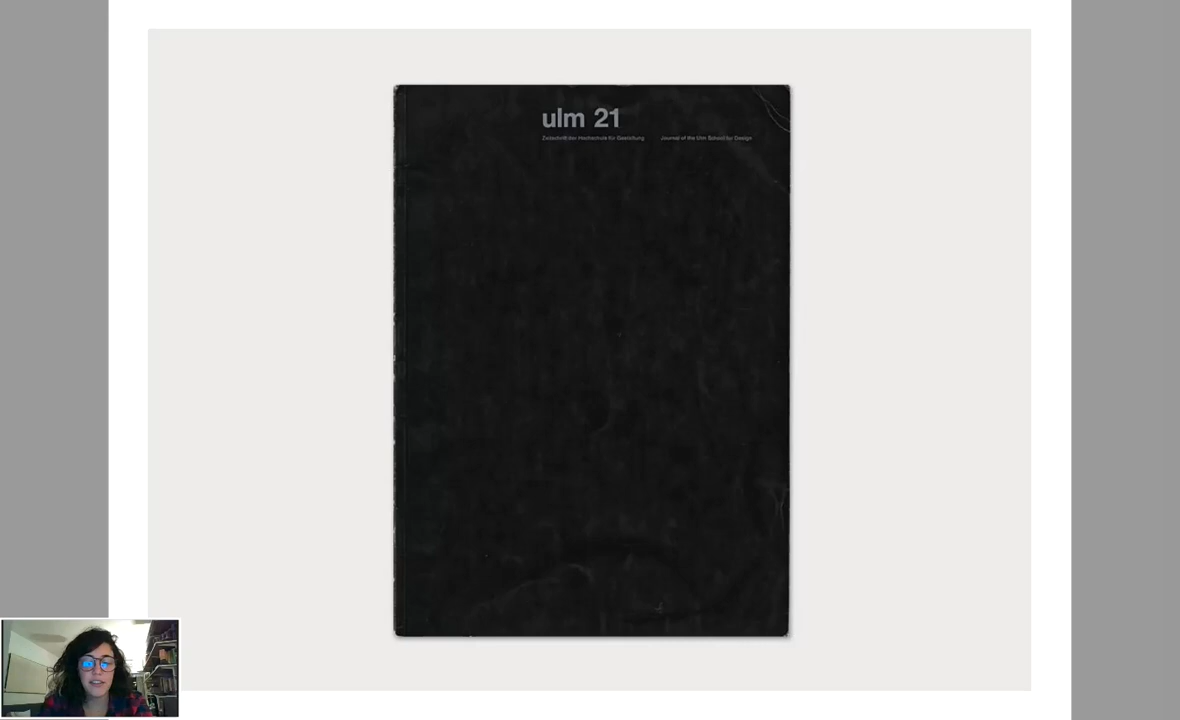 ulm 21
Zeitschrift der Hochschule für Gestaltung Journal of the Ulm School for Design